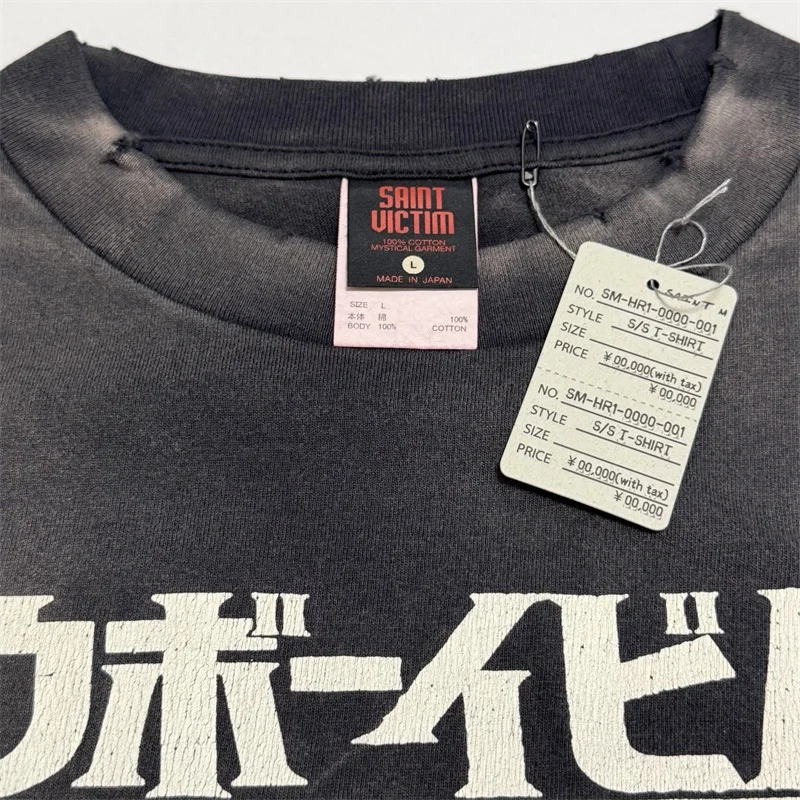 SAINT
VICTIM
100% COTTON
MYSTICAL GARMENT
L
MADE IN JAPAN
SIZE L
本体 綿 100%
BODY 100% COTTON
SAINT M
NO. SM-HR1-0000-001
STYLE S/S T-SHIRT
SIZE
PRICE ¥00,000(with tax)
¥00,000
NO. SM-HR1-0000-001
STYLE S/S T-SHIRT
SIZE
PRICE ¥00,000(with tax)
¥00,000
ウボーイビ